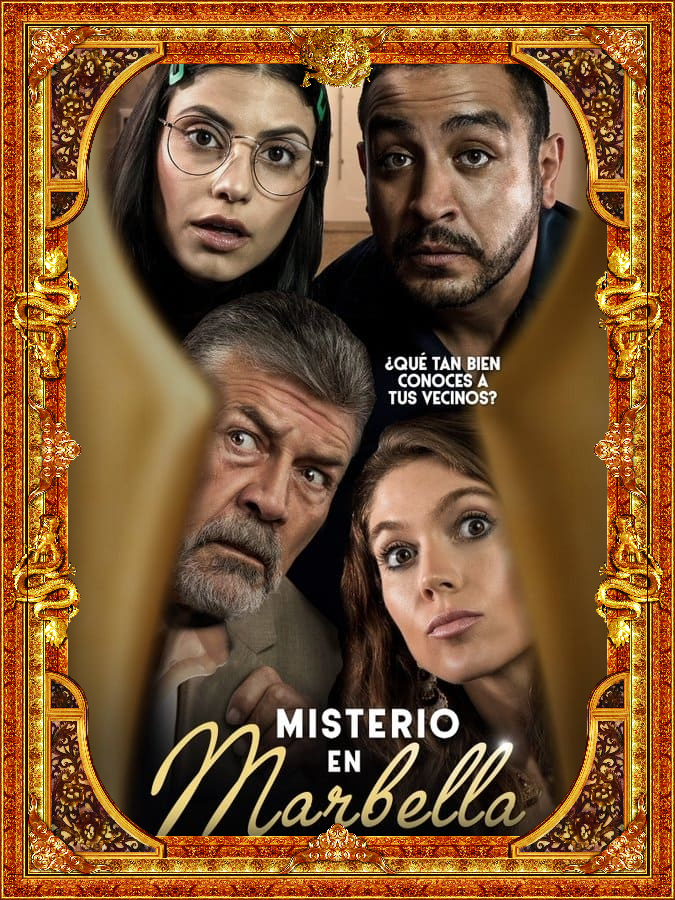 ¿QUÉ TAN BIEN
CONOCES A
TUS VECINOS?
MISTERIO
EN
Marbella